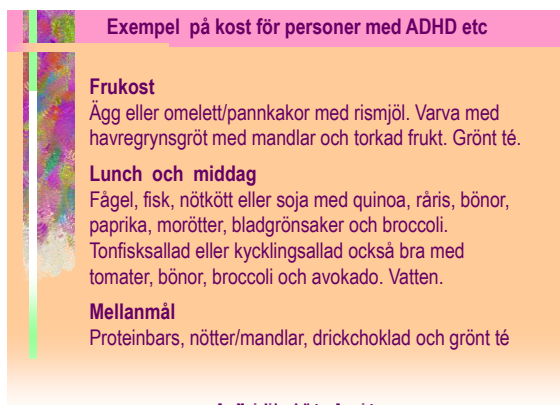 Exempel på kost för personer med ADHD etc
Frukost
Ägg eller omelett/pannkakor med rismjöl. Varva med
havregrynsgröt med mandlar och torkad frukt. Grönt té.
Lunch och middag
Fågel, fisk, nötkött eller soja med quinoa, råris, bönor,
paprika, morötter, bladgrönsaker och broccoli.
Tonfisksallad eller kycklingsallad också bra med
tomater, bönor, broccoli och avokado. Vatten.
Mellanmål
Proteinbars, nötter/mandlar, drickchoklad och grönt té